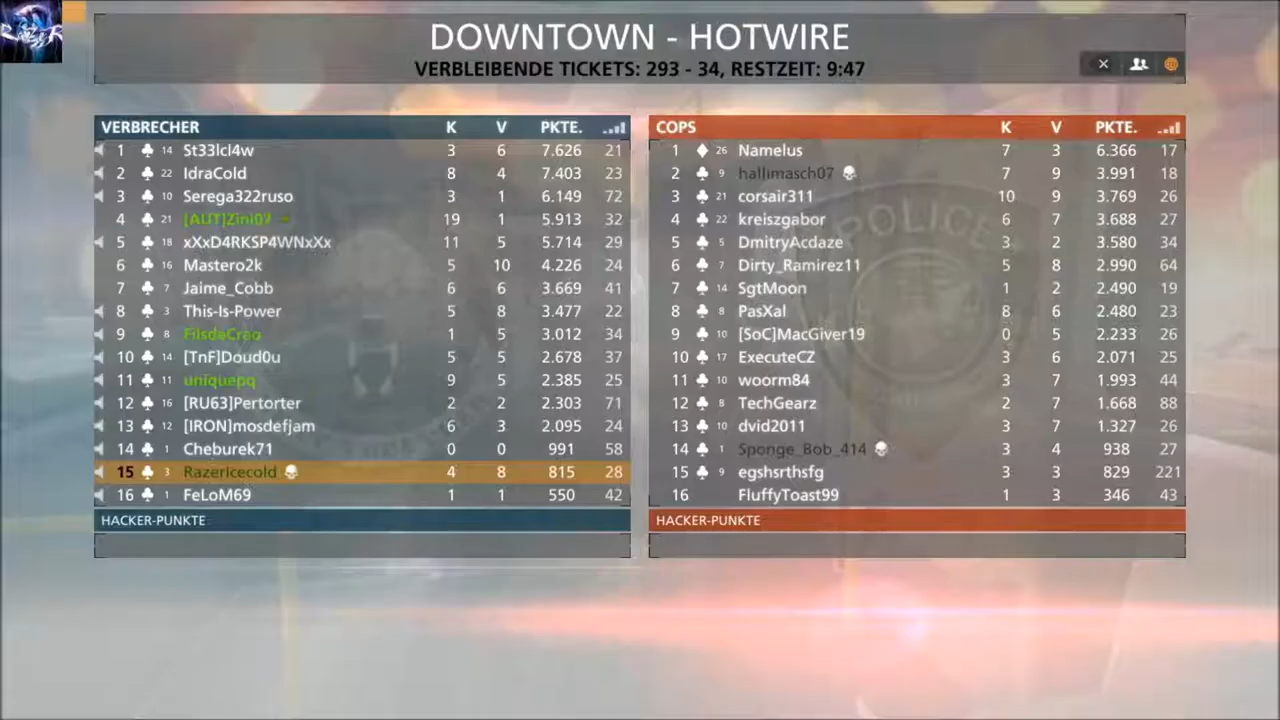 DOWNTOWN - HOTWIRE
VERBLEIBENDE TICKETS: 293 - 34, RESTZEIT: 9:47
VERBRECHER K V PKTE.
1 14 St33lcl4w 3 6 7.626 21
2 22 IdraCold 8 4 7.403 23
3 10 Serega322ruso 3 1 6.149 72
4 21 [AUT]Zini07 19 1 5.913 32
5 18 xXxD4RKSP4WNxXx 11 5 5.714 29
6 16 Mastero2k 5 10 4.226 24
7 7 Jaime_Cobb 6 6 3.669 41
8 3 This-Is-Power 5 8 3.477 22
9 8 FilsdeCrao 1 5 3.012 34
10 14 [TnF]Doud0u 5 5 2.678 37
11 11 uniquepq 9 5 2.385 25
12 16 [RU63]Pertorter 2 2 2.303 71
13 12 [IRON]mosdefjam 6 3 2.095 24
14 1 Cheburek71 0 0 991 58
15 3 RazerIcecold 4 8 815 28
16 1 FeLoM69 1 1 550 42
HACKER-PUNKTE
COPS K V PKTE.
1 26 Namelus 7 3 6.366 17
2 9 hallimasch07 7 9 3.991 18
3 21 corsair311 10 9 3.769 26
4 22 kreiszgabor 6 7 3.688 27
5 5 DmitryAcdaze 3 2 3.580 34
6 7 Dirty_Ramirez11 5 8 2.990 64
7 14 SgtMoon 1 2 2.490 19
8 8 PasXal 8 6 2.480 23
9 10 [SoC]MacGiver19 0 5 2.233 26
10 17 ExecuteCZ 3 6 2.071 25
11 10 woorm84 3 7 1.993 44
12 8 TechGearz 2 7 1.668 88
13 10 dvid2011 3 7 1.327 26
14 1 Sponge_Bob_414 3 4 938 27
15 9 egshsrthsfg 3 3 829 221
16 FluffyToast99 1 3 346 43
HACKER-PUNKTE
POLICE